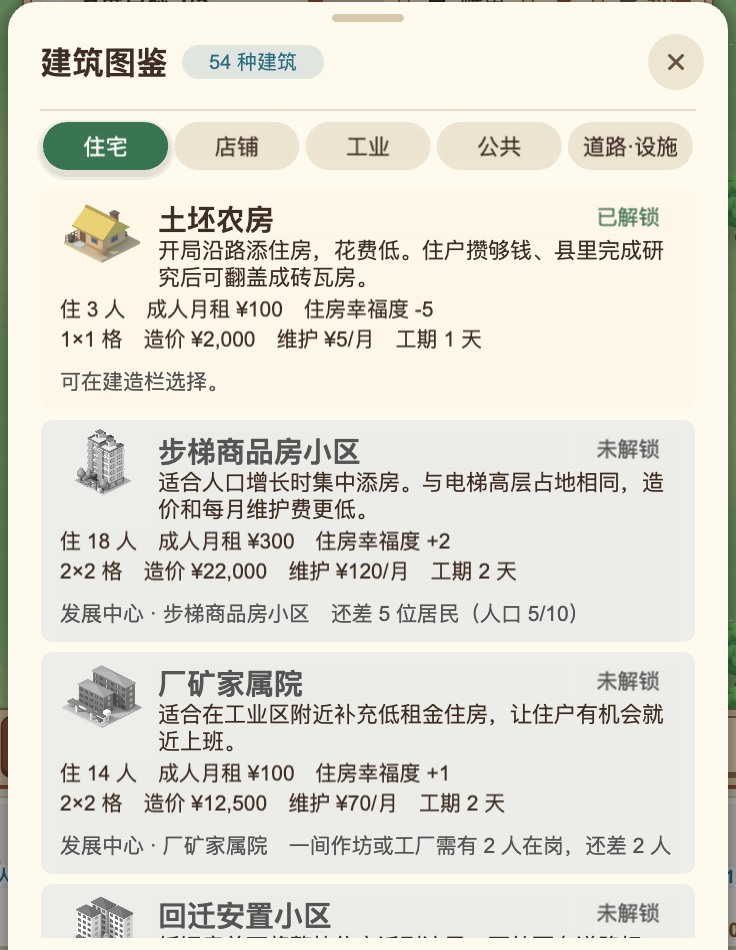 建筑图鉴 54 种建筑
住宅 店铺 工业 公共 道路·设施
土坯农房 已解锁
开局沿路添住房，花费低。住户攒够钱、县里完成研
究后可翻盖成砖瓦房。
住 3 人 成人月租 ¥100 住房幸福度 -5
1×1 格 造价 ¥2,000 维护 ¥5/月 工期 1 天
可在建造栏选择。
步梯商品房小区 未解锁
适合人口增长时集中添房。与电梯高层占地相同，造
价和每月维护费更低。
住 18 人 成人月租 ¥300 住房幸福度 +2
2×2 格 造价 ¥22,000 维护 ¥120/月 工期 2 天
发展中心 · 步梯商品房小区 还差 5 位居民（人口 5/10）
厂矿家属院 未解锁
适合在工业区附近补充低租金住房，让住户有机会就
近上班。
住 14 人 成人月租 ¥100 住房幸福度 +1
2×2 格 造价 ¥12,500 维护 ¥70/月 工期 2 天
发展中心 · 厂矿家属院 一间作坊或工厂需有 2 人在岗，还差 2 人
回迁安置小区 未解锁